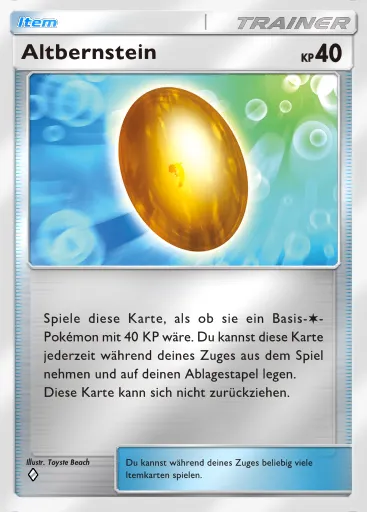 Item
TRAINER
Altbernstein
KP 40
Spiele diese Karte, als ob sie ein Basis-✶-
Pokémon mit 40 KP wäre. Du kannst diese Karte
jederzeit während deines Zuges aus dem Spiel
nehmen und auf deinen Ablagestapel legen.
Diese Karte kann sich nicht zurückziehen.
Illustr. Toyste Beach
Du kannst während deines Zuges beliebig viele
Itemkarten spielen.